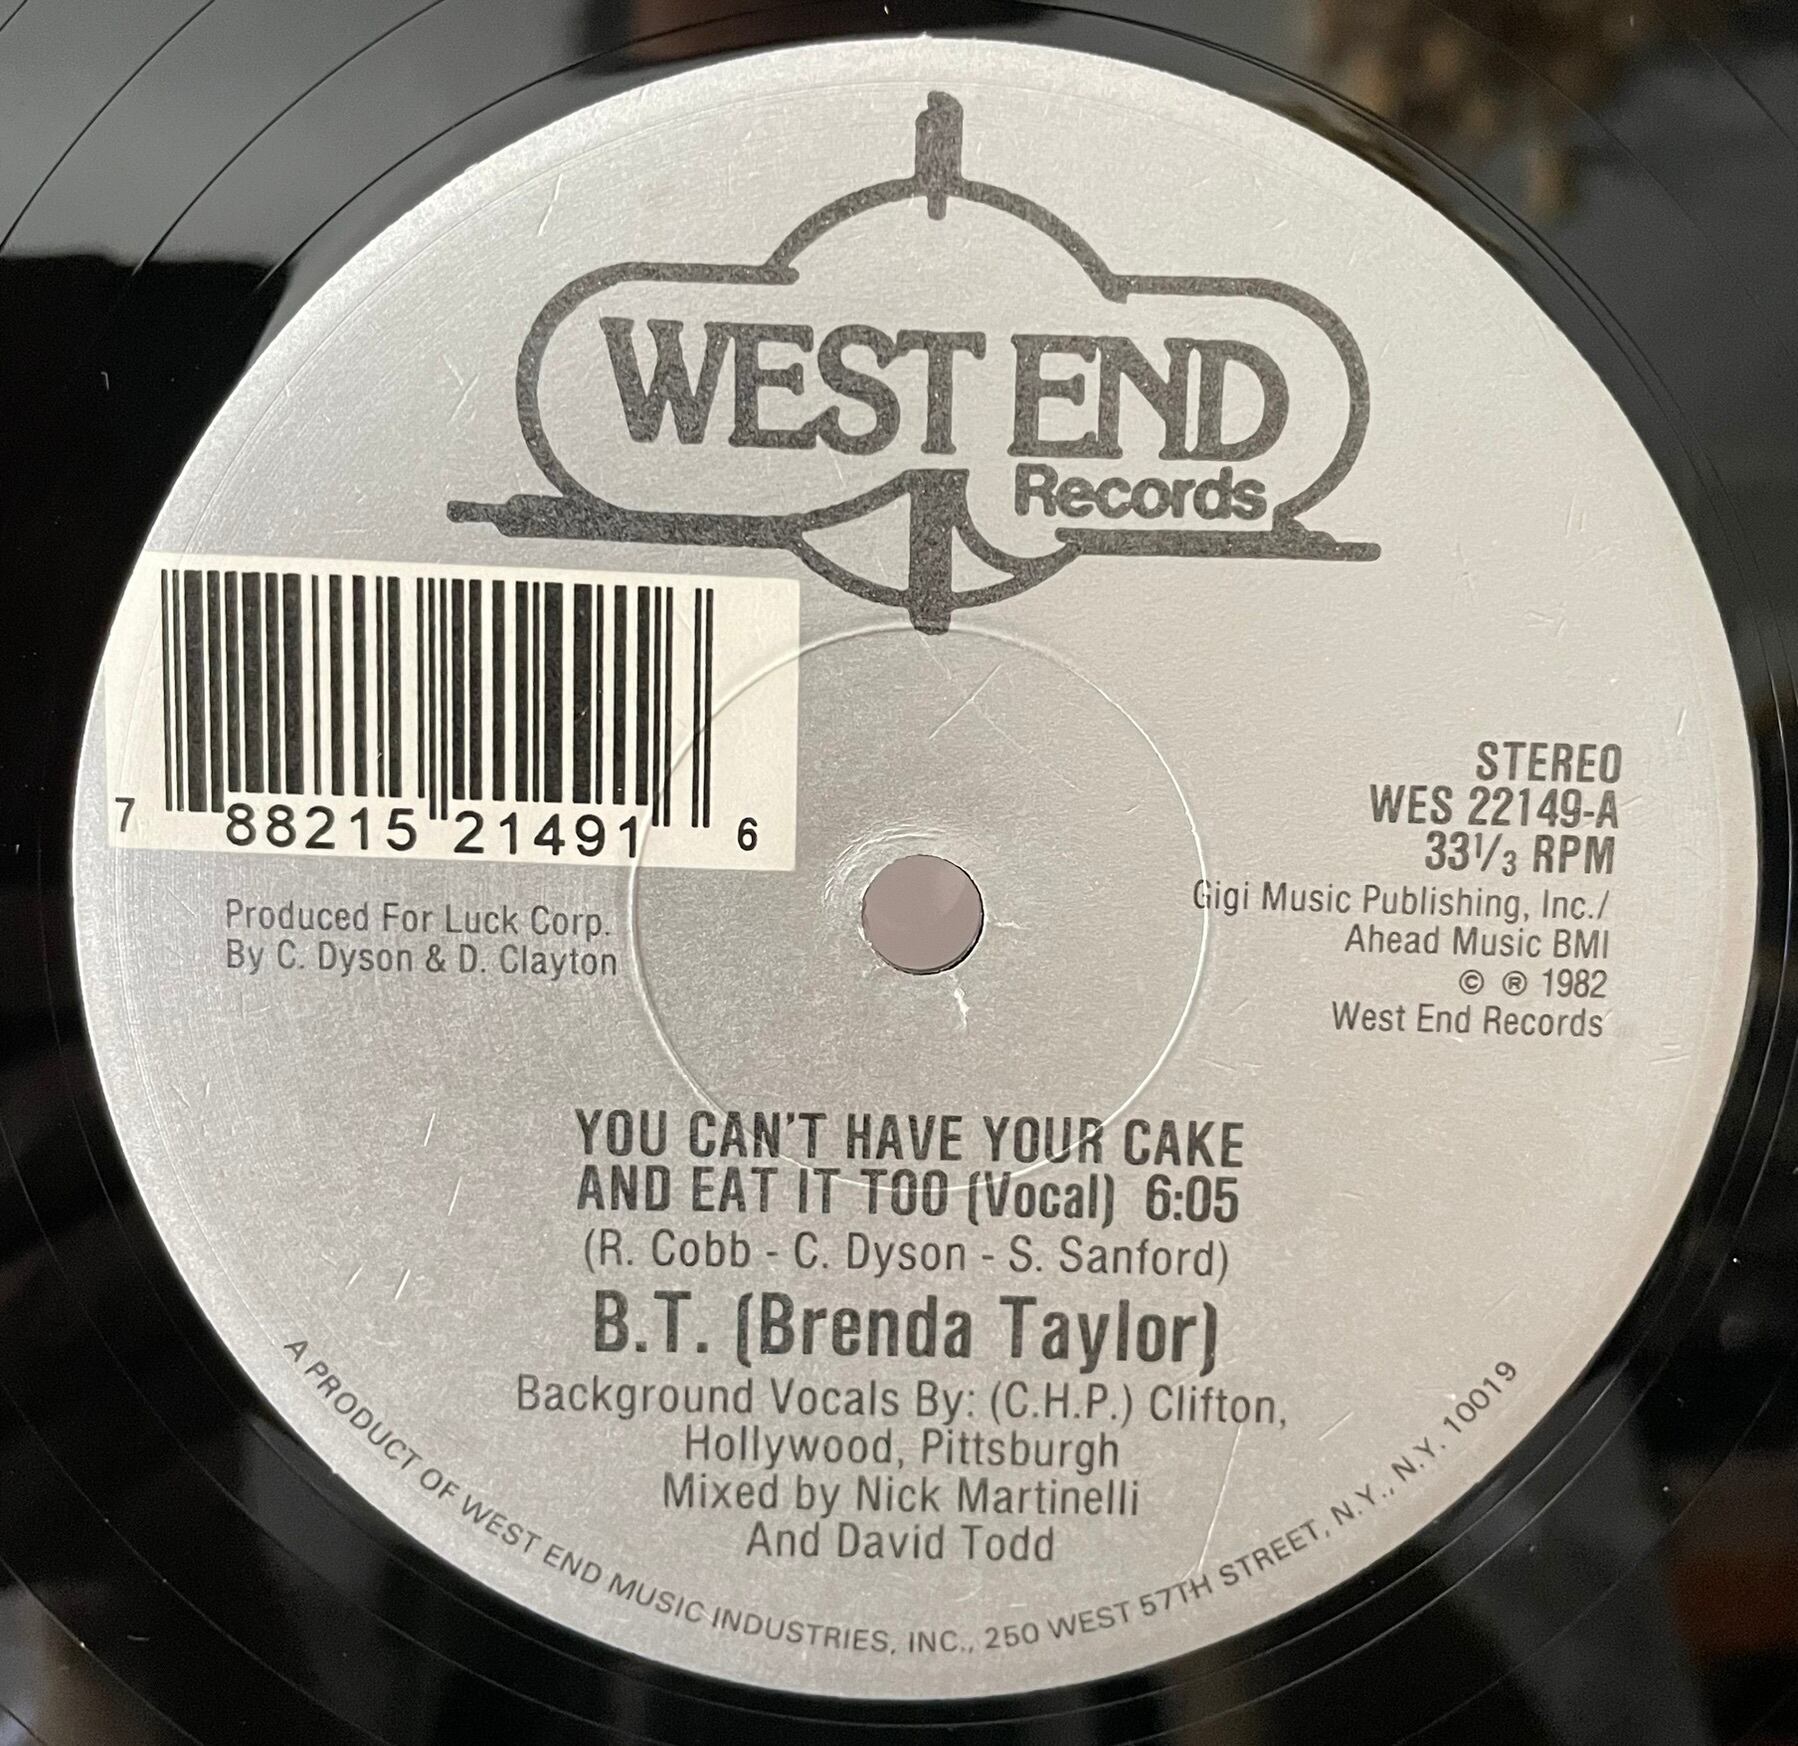 WEST END
Records
7 88215 21491 6
STEREO
WES 22149-A
33 1/3 RPM
Gigi Music Publishing, Inc./
Ahead Music BMI
© ® 1982
West End Records
Produced For Luck Corp.
By C. Dyson & D. Clayton
YOU CAN'T HAVE YOUR CAKE
AND EAT IT TOO (Vocal) 6:05
(R. Cobb - C. Dyson - S. Sanford)
B.T. (Brenda Taylor)
Background Vocals By: (C.H.P.) Clifton,
Hollywood, Pittsburgh
Mixed by Nick Martinelli
And David Todd
A PRODUCT OF WEST END MUSIC INDUSTRIES, INC., 250 WEST 57TH STREET, N.Y., N.Y. 10019